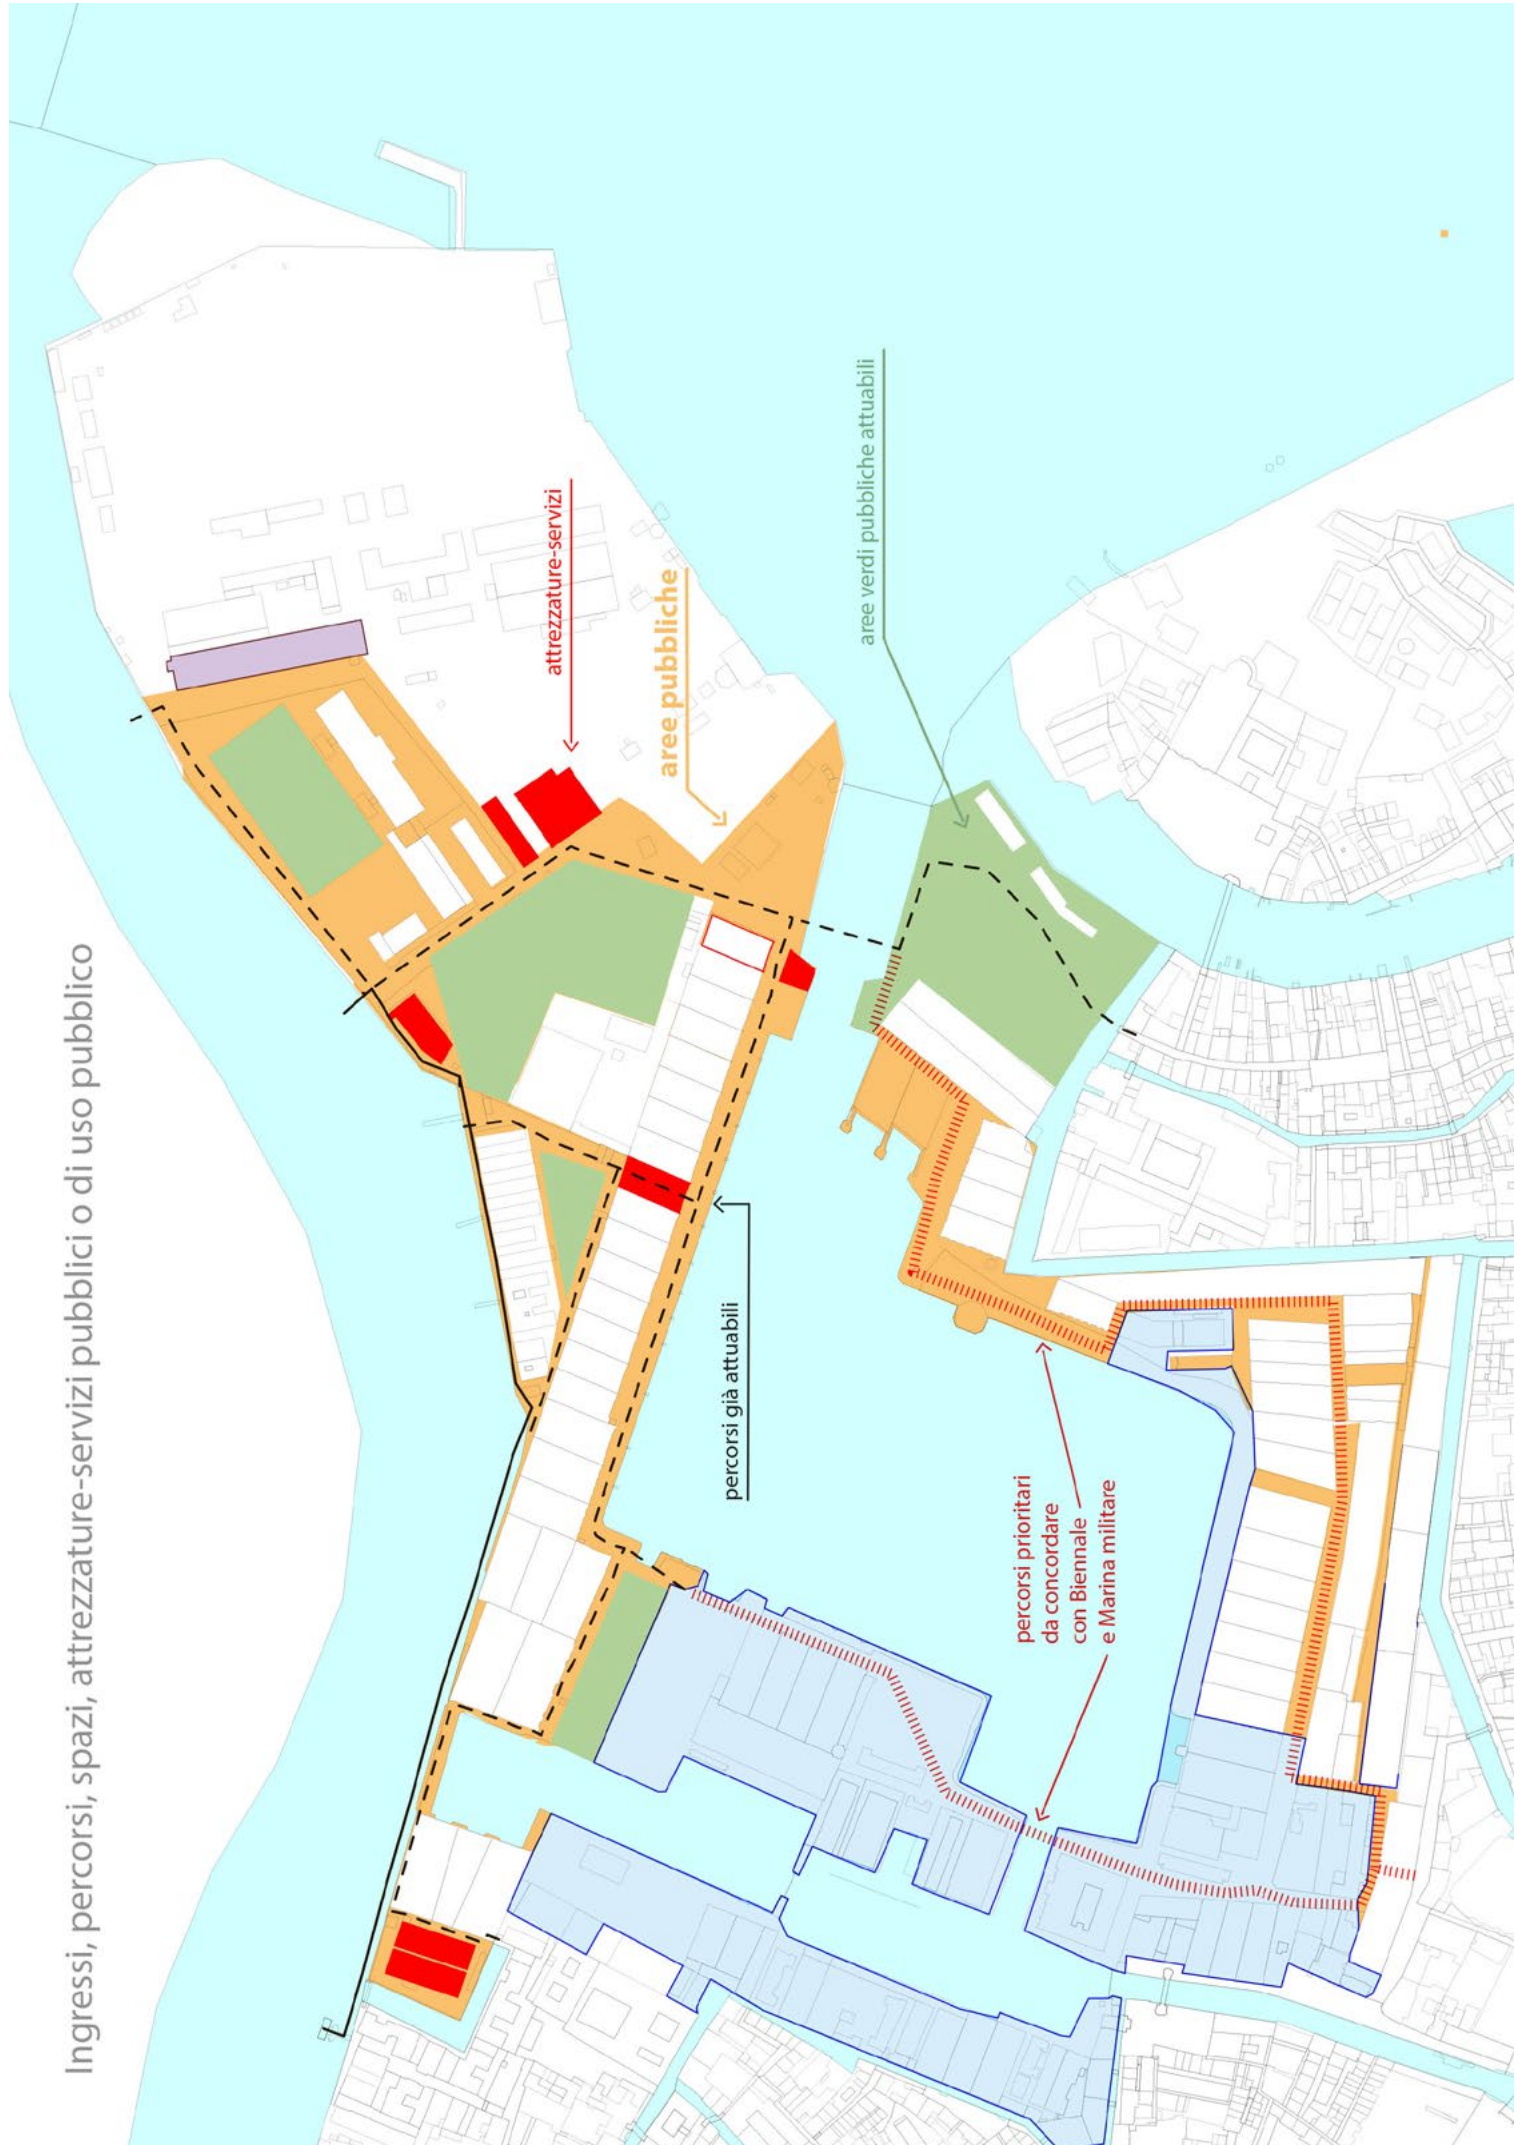 Ingressi, percorsi, spazi, attrezzature-servizi pubblici o di uso pubblico
attrezzature-servizi
aree pubbliche
aree verdi pubbliche attuabili
percorsi già attuabili
percorsi prioritari
da concordare
con Biennale
e Marina militare